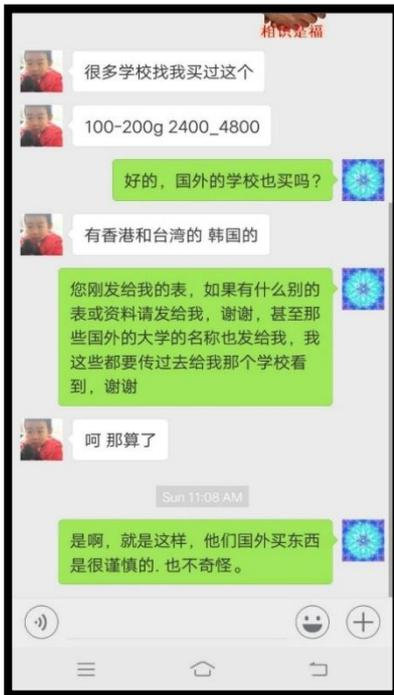 相识是福
很多学校找我买过这个
100-200g 2400_4800
好的，国外的学校也买吗？
有香港和台湾的 韩国的
您刚发给我的表，如果有什么别的
表或资料请发给我，谢谢，甚至那
些国外的大学的名称也发给我，我
这些都要传过去给我那个学校看
到，谢谢
呵 那算了
Sun 11:08 AM
是啊，就是这样，他们国外买东西
是很谨慎的. 也不奇怪。